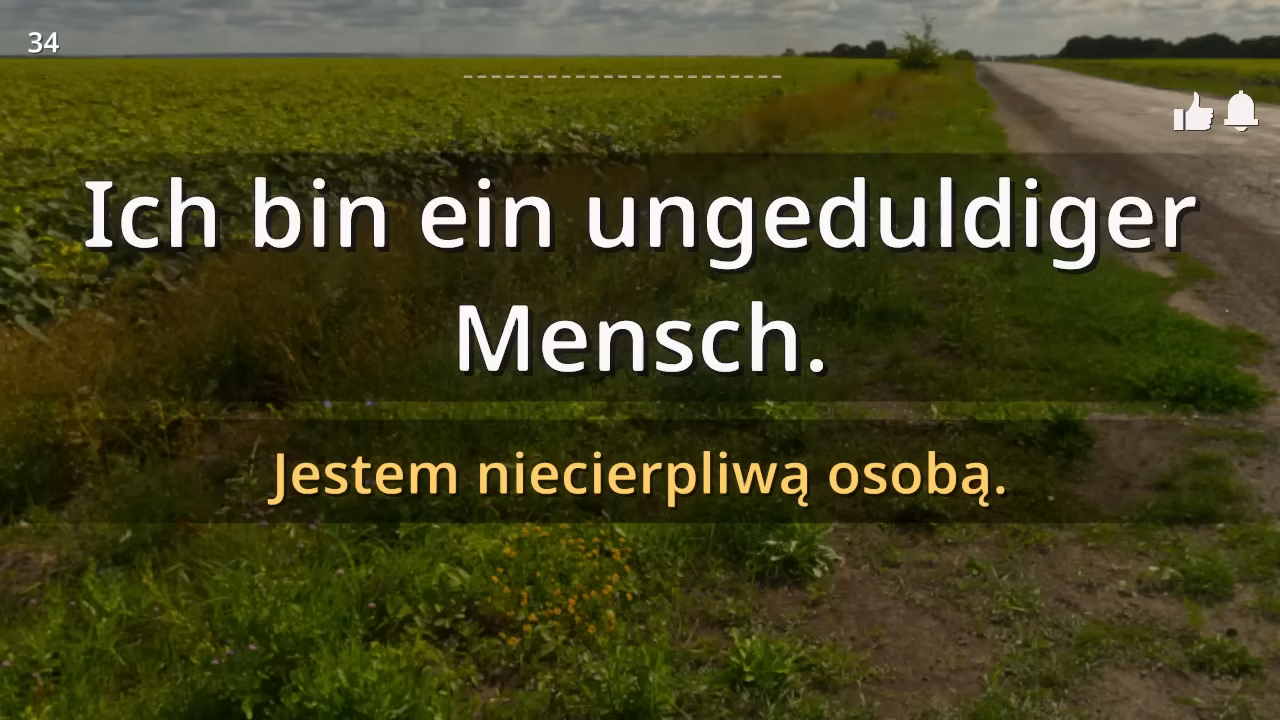 34
Ich bin ein ungeduldiger
Mensch.
Jestem niecierpliwą osobą.